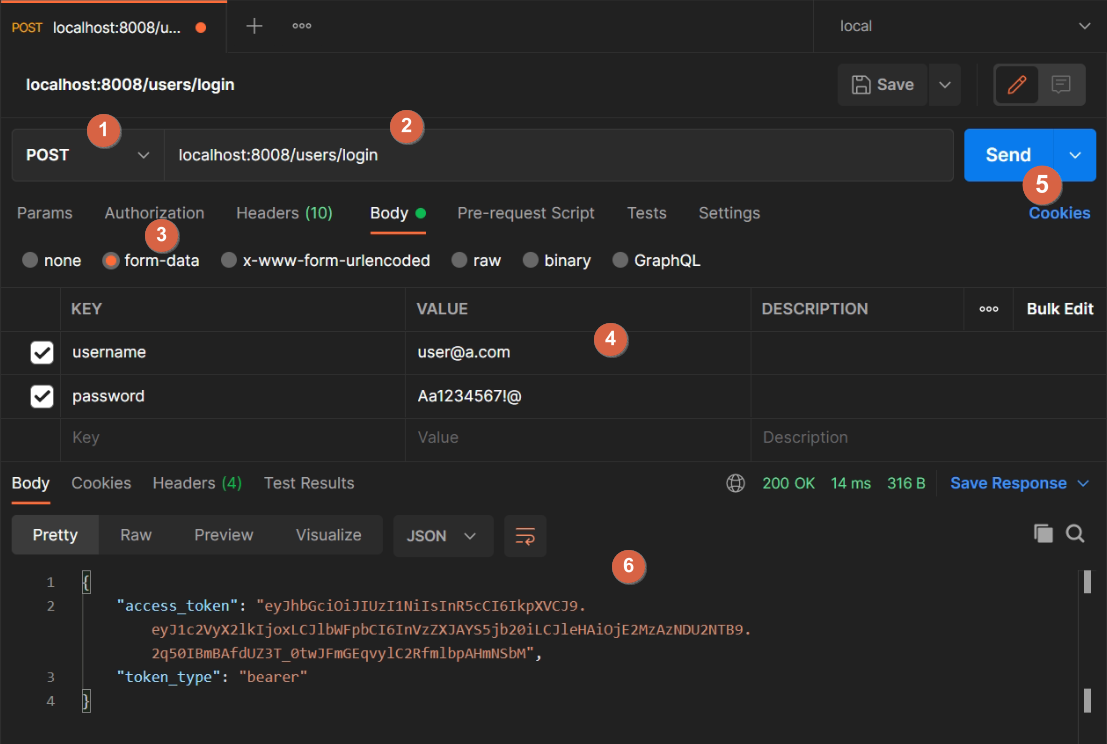 POST localhost:8008/u... local
localhost:8008/users/login Save
1 2
POST localhost:8008/users/login Send
5
Params Authorization Headers (10) Body Pre-request Script Tests Settings Cookies
3
none form-data x-www-form-urlencoded raw binary GraphQL
KEY VALUE DESCRIPTION Bulk Edit
4
username user@a.com
password Aa1234567!@
Key Value Description
Body Cookies Headers (4) Test Results 200 OK 14 ms 316 B Save Response
Pretty Raw Preview Visualize JSON
6
1 {
2 "access_token": "eyJhbGciOiJIUzI1NiIsInR5cCI6IkpXVCJ9.
eyJ1c2VyX2lkIjoxLCJlbWFpbCI6InVzZXJAYS5jb20iLCJleHAiOjE2MzAzNDU2NTB9.
2q50IBmBAfdUZ3T_0twJFmGEqvylC2RfmlbpAHmNSbM",
3 "token_type": "bearer"
4 }